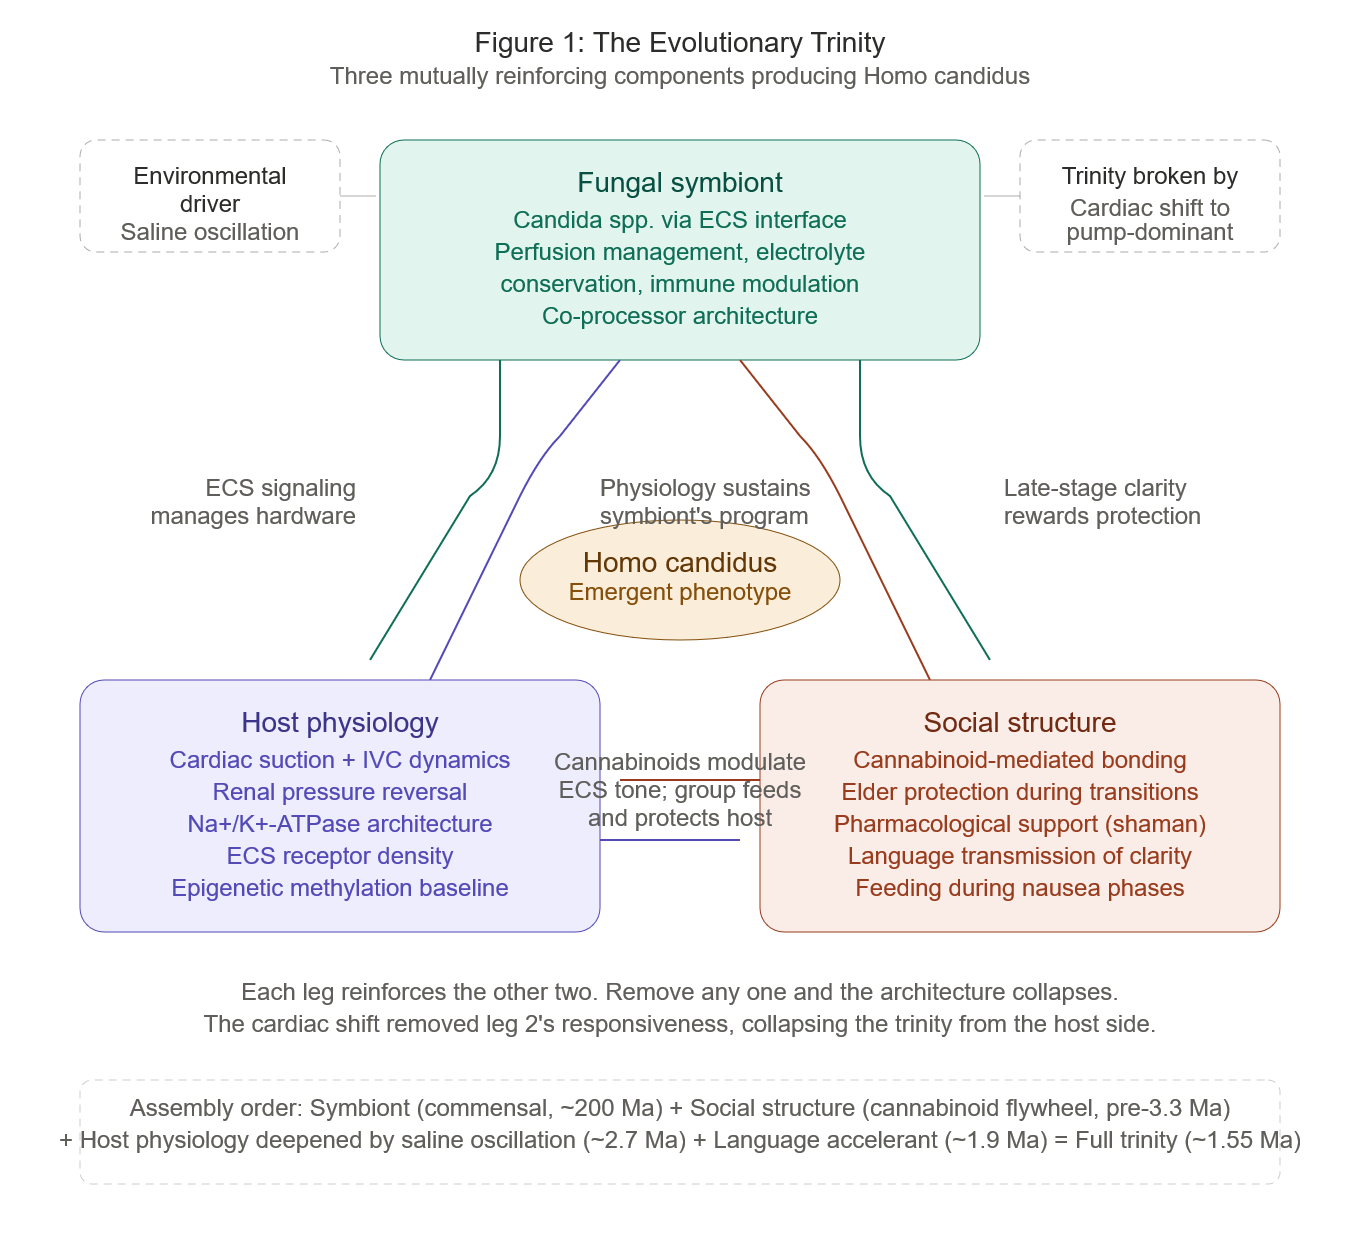 Figure 1: The Evolutionary Trinity
Three mutually reinforcing components producing Homo candidus
Environmental
driver
Saline oscillation
Fungal symbiont
Candida spp. via ECS interface
Perfusion management, electrolyte
conservation, immune modulation
Co-processor architecture
Trinity broken by
Cardiac shift to
pump-dominant
ECS signaling
manages hardware
Physiology sustains
symbiont's program
Late-stage clarity
rewards protection
Homo candidus
Emergent phenotype
Host physiology
Cardiac suction + IVC dynamics
Renal pressure reversal
Na+/K+-ATPase architecture
ECS receptor density
Epigenetic methylation baseline
Cannabinoids modulate
ECS tone; group feeds
and protects host
Social structure
Cannabinoid-mediated bonding
Elder protection during transitions
Pharmacological support (shaman)
Language transmission of clarity
Feeding during nausea phases
Each leg reinforces the other two. Remove any one and the architecture collapses.
The cardiac shift removed leg 2's responsiveness, collapsing the trinity from the host side.
Assembly order: Symbiont (commensal, ~200 Ma) + Social structure (cannabinoid flywheel, pre-3.3 Ma)
+ Host physiology deepened by saline oscillation (~2.7 Ma) + Language accelerant (~1.9 Ma) = Full trinity (~1.55 Ma)